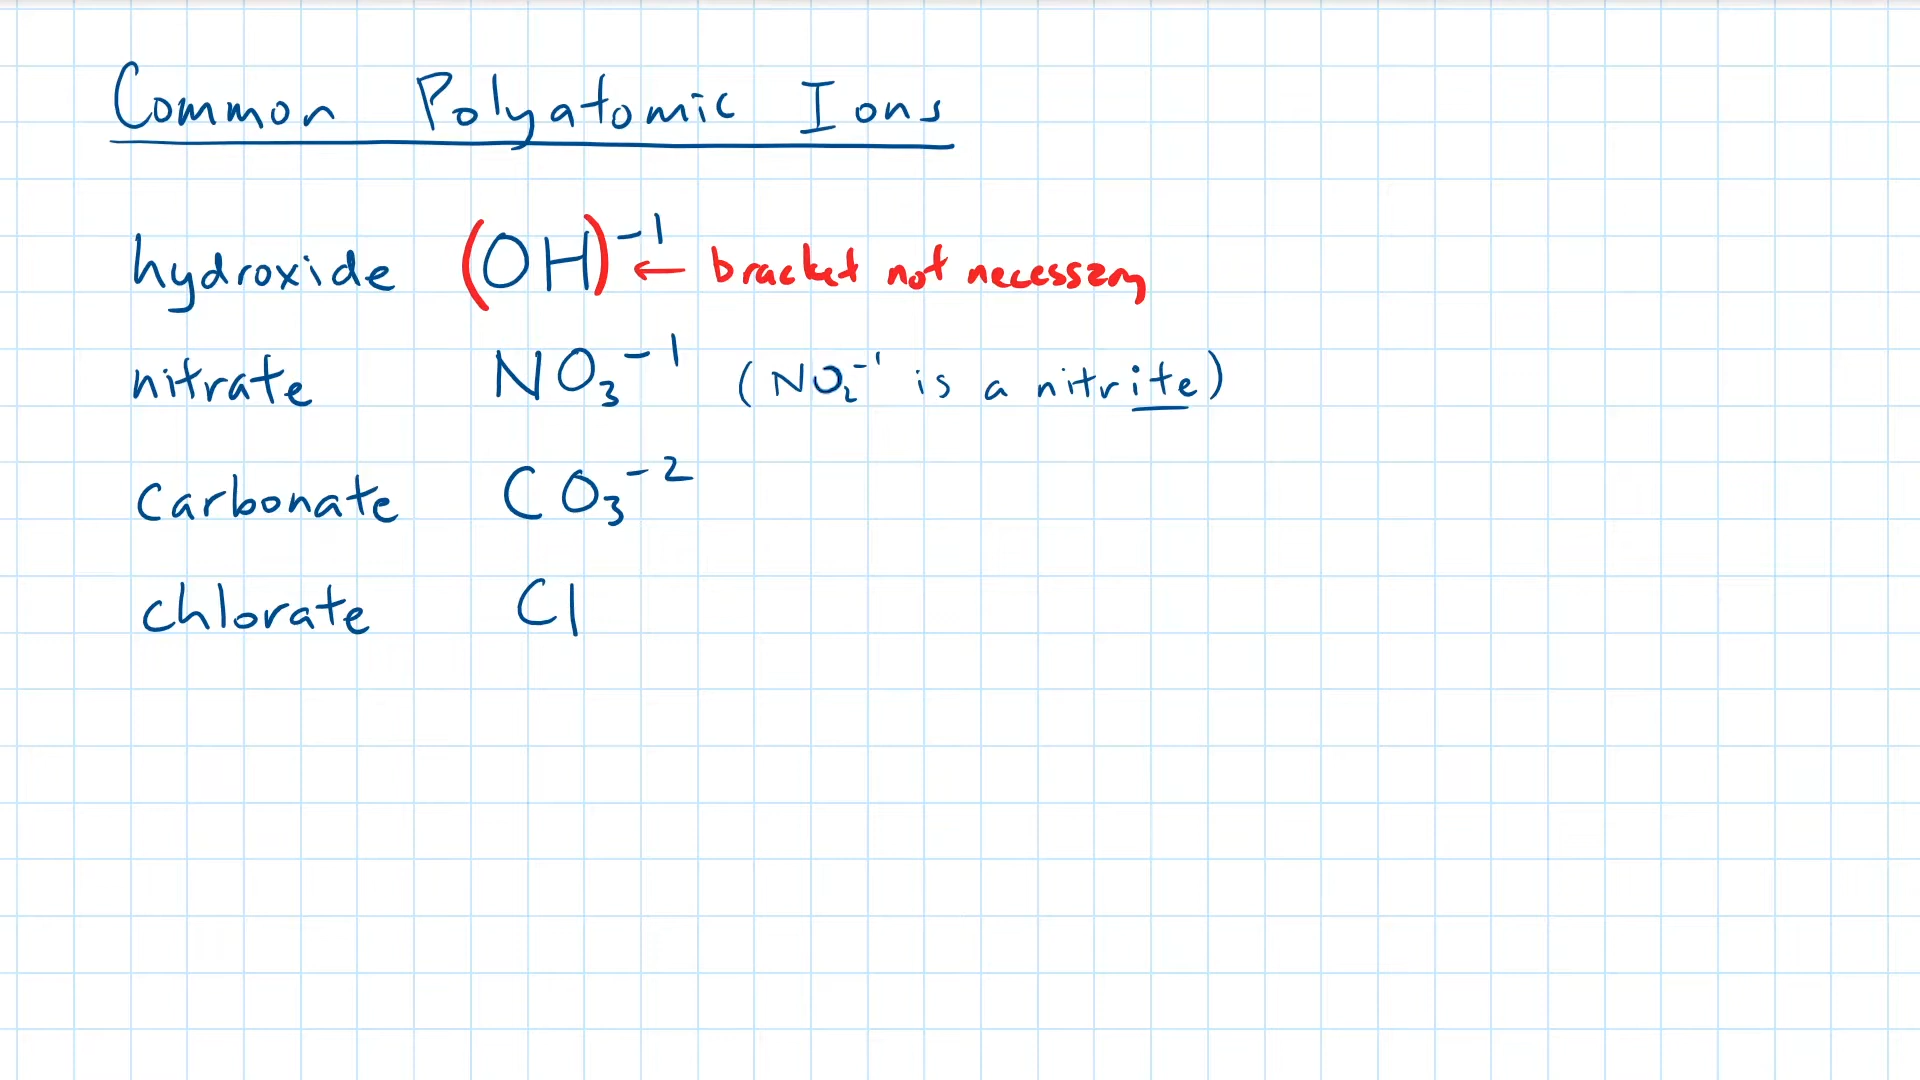 Common Polyatomic Ions
hydroxide (OH)⁻¹ ← bracket not necessary
nitrate NO₃⁻¹ (NO₂⁻¹ is a nitrite)
carbonate CO₃⁻²
chlorate Cl